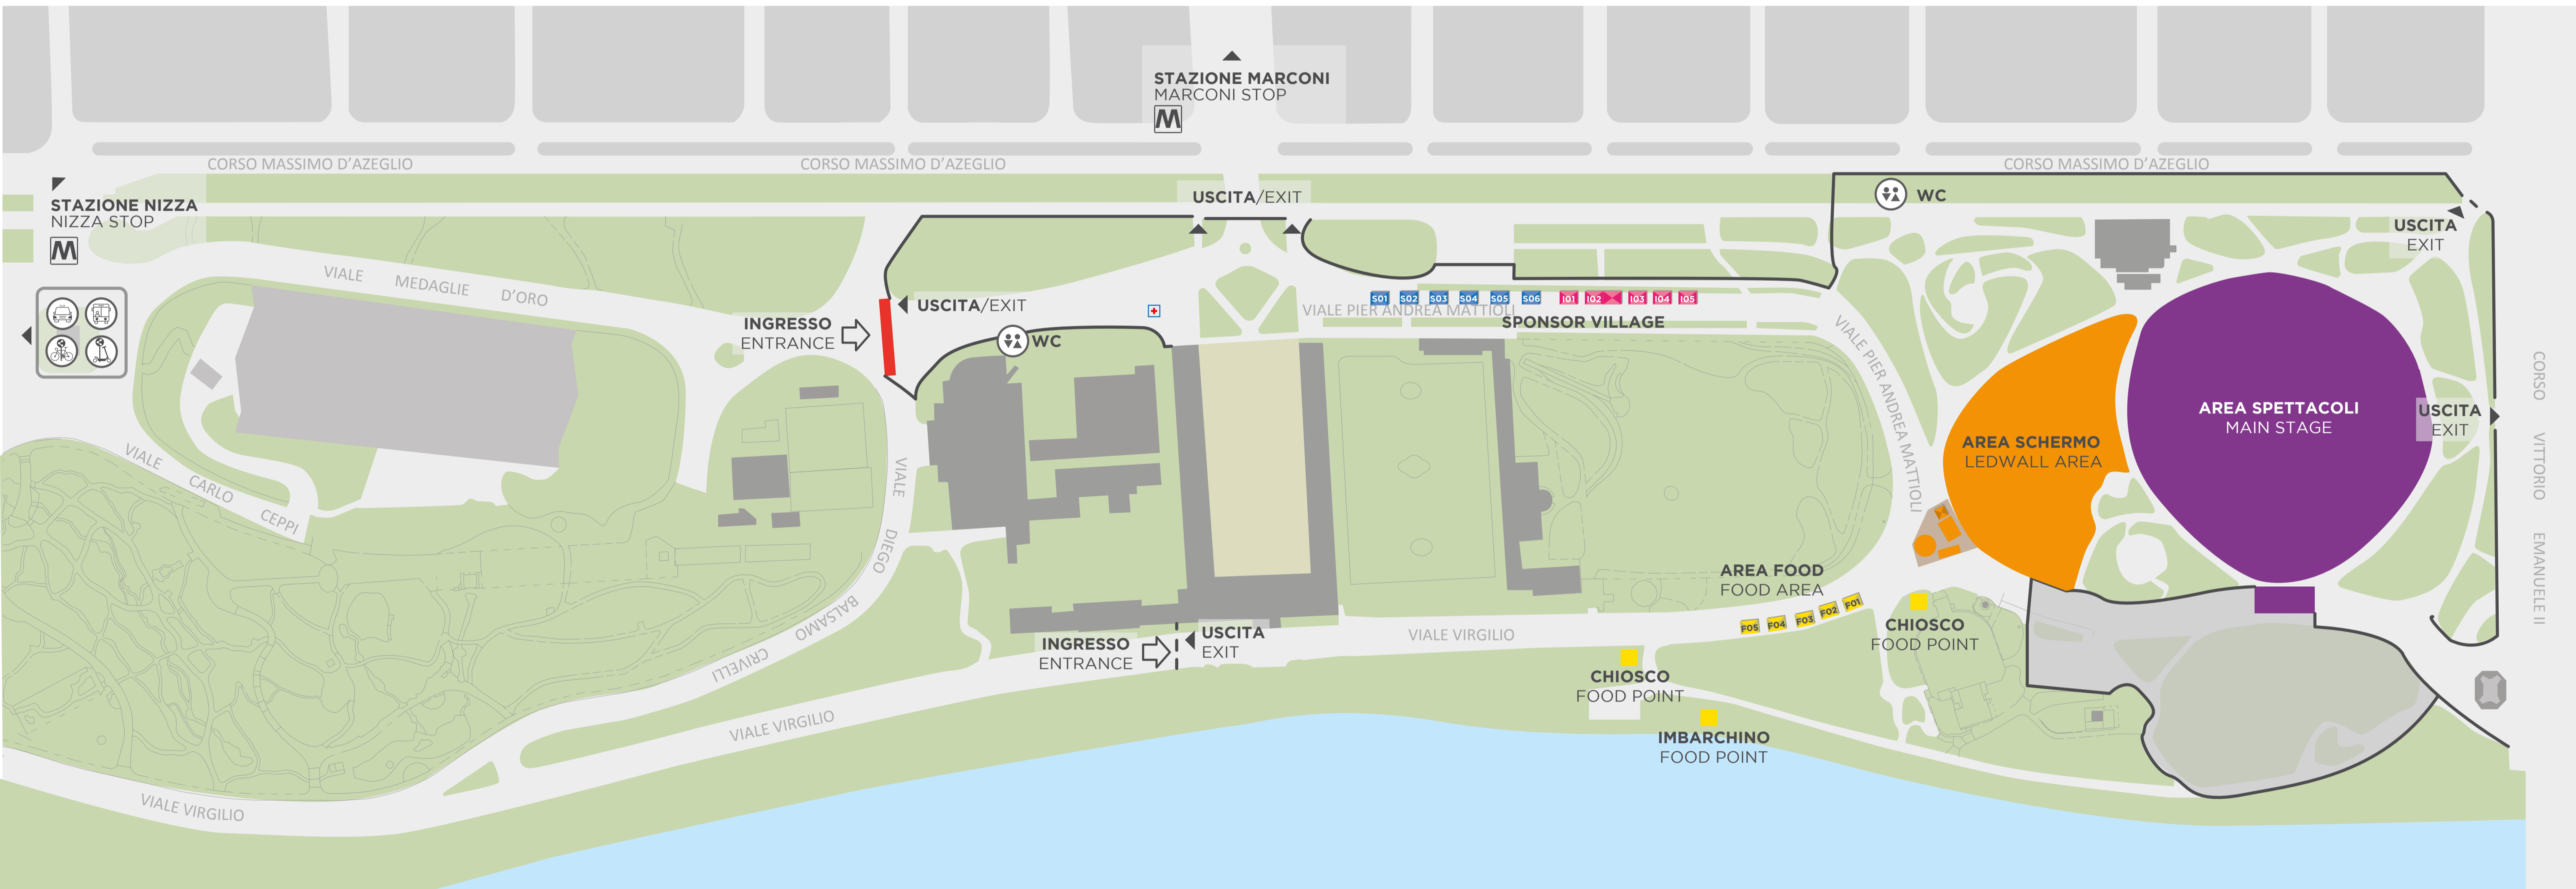 STAZIONE MARCONI
MARCONI STOP
M
CORSO MASSIMO D'AZEGLIO
CORSO MASSIMO D'AZEGLIO
CORSO MASSIMO D'AZEGLIO
STAZIONE NIZZA
NIZZA STOP
M
USCITA/EXIT
WC
USCITA
EXIT
VIALE MEDAGLIE D'ORO
USCITA/EXIT
INGRESSO
ENTRANCE
WC
S01 S02 S03 S04 S05 S06 I01 I02 I03 I04 I05
VIALE PIER ANDREA MATTIOLI
SPONSOR VILLAGE
VIALE PIER ANDREA MATTIOLI
AREA SCHERMO
LEDWALL AREA
AREA SPETTACOLI
MAIN STAGE
USCITA
EXIT
CORSO VITTORIO EMANUELE II
VIALE CARLO CEPPI
VIALE DIEGO BALSAMO CRIVELLI
AREA FOOD
FOOD AREA
F05 F04 F03 F02 F01
CHIOSCO
FOOD POINT
INGRESSO
ENTRANCE
USCITA
EXIT
VIALE VIRGILIO
CHIOSCO
FOOD POINT
IMBARCHINO
FOOD POINT
VIALE VIRGILIO
VIALE VIRGILIO